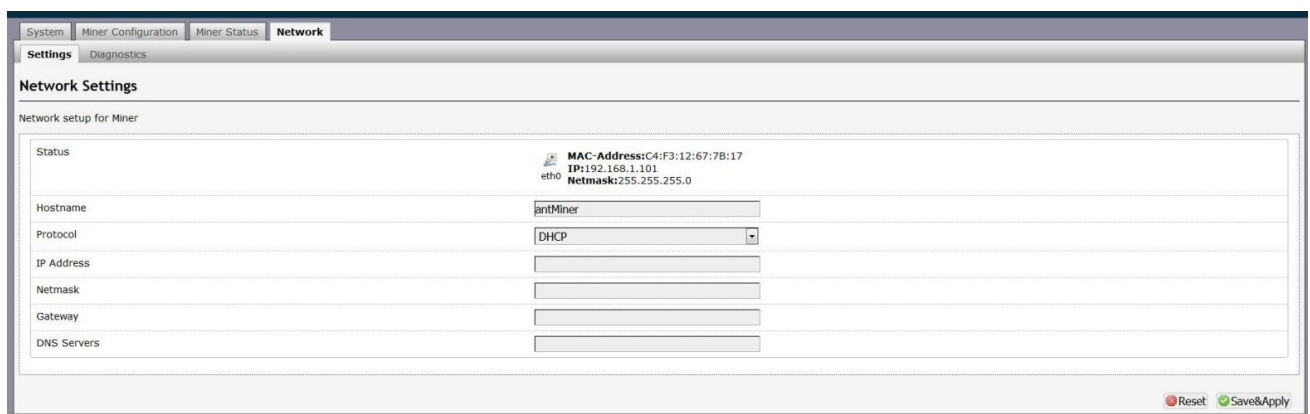 System Miner Configuration Miner Status Network
Settings Diagnostics
Network Settings
Network setup for Miner
Status
MAC-Address:C4:F3:12:67:7B:17
IP:192.168.1.101
eth0
Netmask:255.255.255.0
Hostname antMiner
Protocol DHCP
IP Address
Netmask
Gateway
DNS Servers
Reset Save&Apply